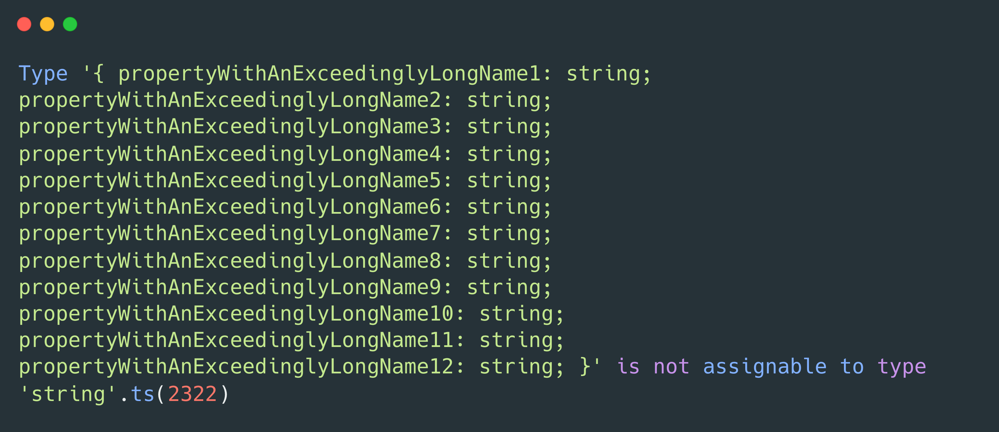 Type '{ propertyWithAnExceedinglyLongName1: string;
propertyWithAnExceedinglyLongName2: string;
propertyWithAnExceedinglyLongName3: string;
propertyWithAnExceedinglyLongName4: string;
propertyWithAnExceedinglyLongName5: string;
propertyWithAnExceedinglyLongName6: string;
propertyWithAnExceedinglyLongName7: string;
propertyWithAnExceedinglyLongName8: string;
propertyWithAnExceedinglyLongName9: string;
propertyWithAnExceedinglyLongName10: string;
propertyWithAnExceedinglyLongName11: string;
propertyWithAnExceedinglyLongName12: string; }' is not assignable to type
'string'.ts(2322)